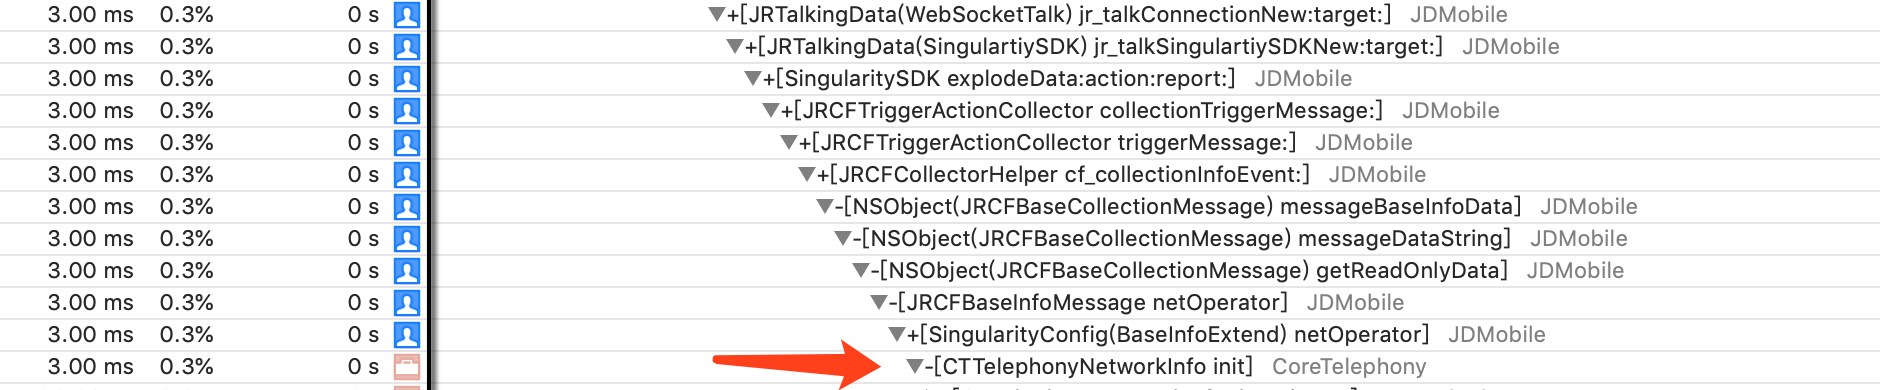 3.00 ms 0.3% 0 s +[JRTalkingData(WebSocketTalk) jr_talkConnectionNew:target:] JDMobile
3.00 ms 0.3% 0 s +[JRTalkingData(SingulartiySDK) jr_talkSingulartiySDKNew:target:] JDMobile
3.00 ms 0.3% 0 s +[SingularitySDK explodeData:action:report:] JDMobile
3.00 ms 0.3% 0 s +[JRCFTriggerActionCollector collectionTriggerMessage:] JDMobile
3.00 ms 0.3% 0 s +[JRCFTriggerActionCollector triggerMessage:] JDMobile
3.00 ms 0.3% 0 s +[JRCFCollectorHelper cf_collectionInfoEvent:] JDMobile
3.00 ms 0.3% 0 s -[NSObject(JRCFBaseCollectionMessage) messageBaseInfoData] JDMobile
3.00 ms 0.3% 0 s -[NSObject(JRCFBaseCollectionMessage) messageDataString] JDMobile
3.00 ms 0.3% 0 s -[NSObject(JRCFBaseCollectionMessage) getReadOnlyData] JDMobile
3.00 ms 0.3% 0 s -[JRCFBaseInfoMessage netOperator] JDMobile
3.00 ms 0.3% 0 s +[SingularityConfig(BaseInfoExtend) netOperator] JDMobile
3.00 ms 0.3% 0 s -[CTTelephonyNetworkInfo init] CoreTelephony